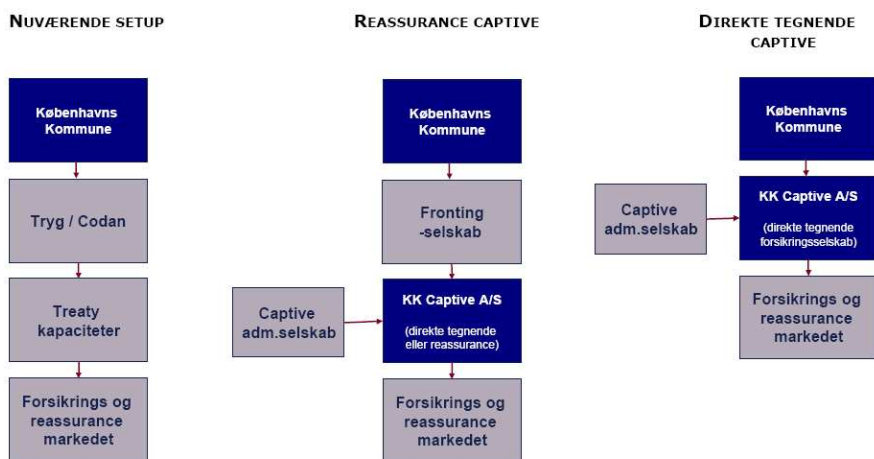 NUVÆRENDE SETUP
Københavns
Kommune
Tryg / Codan
Treaty
kapaciteter
Forsikrings og
reassurance
markedet
REASSURANCE CAPTIVE
Københavns
Kommune
Fronting
-selskab
Captive
adm.selskab
KK Captive A/S
(direkte tegnende
eller reassurance)
Forsikrings og
reassurance
markedet
DIREKTE TEGNENDE
CAPTIVE
Københavns
Kommune
Captive
adm.selskab
KK Captive A/S
(direkte tegnende
forsikringsselskab)
Forsikrings og
reassurance
markedet